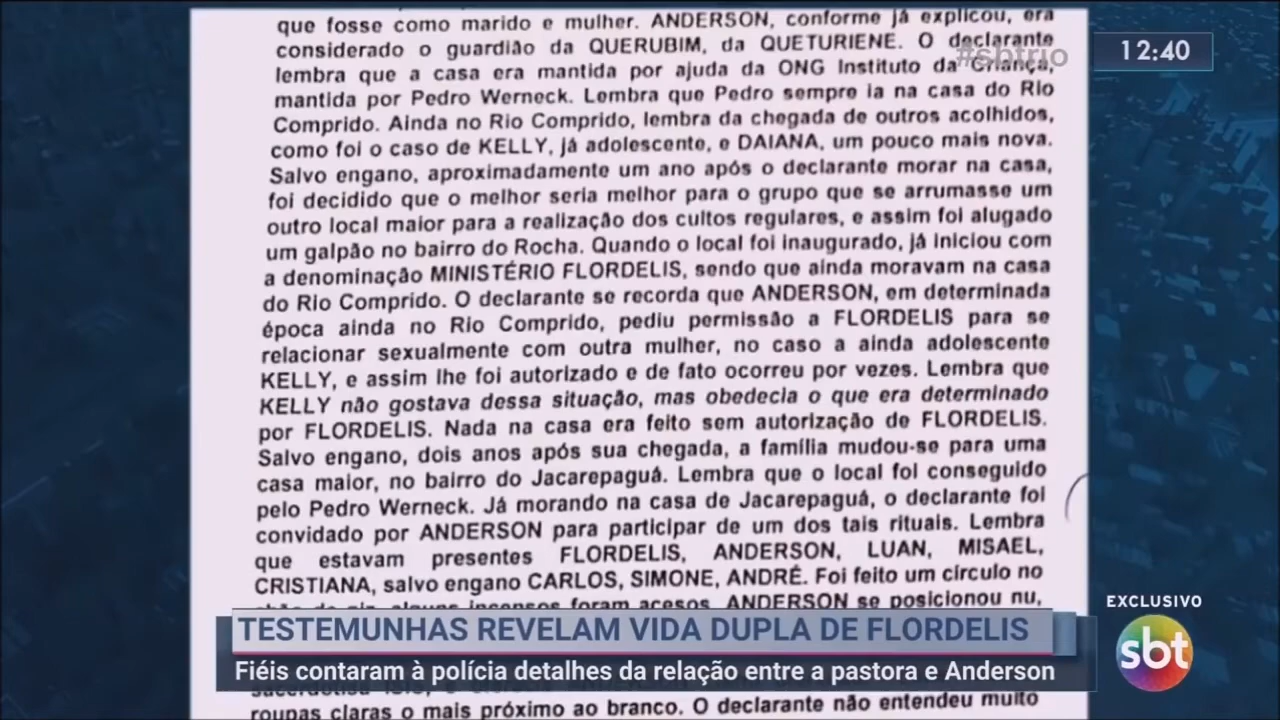 que fosse como marido e mulher. ANDERSON, conforme já explicou, era
considerado o guardião da QUERUBIM, da QUETURIENE. O declarante
lembra que a casa era mantida por ajuda da ONG Instituto da Criança,
mantida por Pedro Werneck. Lembra que Pedro sempre ia na casa do Rio
Comprido. Ainda no Rio Comprido, lembra da chegada de outros acolhidos,
como foi o caso de KELLY, já adolescente, e DAIANA, um pouco mais nova.
Salvo engano, aproximadamente um ano após o declarante morar na casa,
foi decidido que o melhor seria melhor para o grupo que se arrumasse um
outro local maior para a realização dos cultos regulares, e assim foi alugado
um galpão no bairro do Rocha. Quando o local foi inaugurado, já iniciou com
a denominação MINISTÉRIO FLORDELIS, sendo que ainda moravam na casa
do Rio Comprido. O declarante se recorda que ANDERSON, em determinada
época ainda no Rio Comprido, pediu permissão a FLORDELIS para se
relacionar sexualmente com outra mulher, no caso a ainda adolescente
KELLY, e assim lhe foi autorizado e de fato ocorreu por vezes. Lembra que
KELLY não gostava dessa situação, mas obedecia o que era determinado
por FLORDELIS. Nada na casa era feito sem autorização de FLORDELIS.
Salvo engano, dois anos após sua chegada, a família mudou-se para uma
casa maior, no bairro do Jacarepaguá. Lembra que o local foi conseguido
pelo Pedro Werneck. Já morando na casa de Jacarepaguá, o declarante foi
convidado por ANDERSON para participar de um dos tais rituais. Lembra
que estavam presentes FLORDELIS, ANDERSON, LUAN, MISAEL,
CRISTIANA, salvo engano CARLOS, SIMONE, ANDRÉ. Foi feito um círculo no
chão de giz, alguns incensos foram acesos. ANDERSON se posicionou nu,
roupas claras o mais próximo ao branco. O declarante não entendeu muito
#sbtrio
12:40
EXCLUSIVO
sbt
TESTEMUNHAS REVELAM VIDA DUPLA DE FLORDELIS
Fiéis contaram à polícia detalhes da relação entre a pastora e Anderson